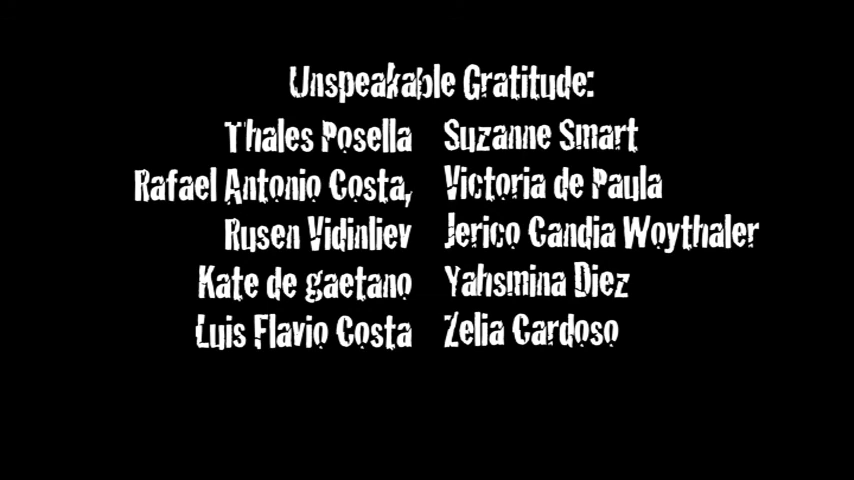 Unspeakable Gratitude:
Thales Posella Suzanne Smart
Rafael Antonio Costa, Victoria de Paula
Rusen Vidinliev Jerico Candia Woythaler
Kate de gaetano Yahsmina Diez
Luis Flavio Costa Zelia Cardoso